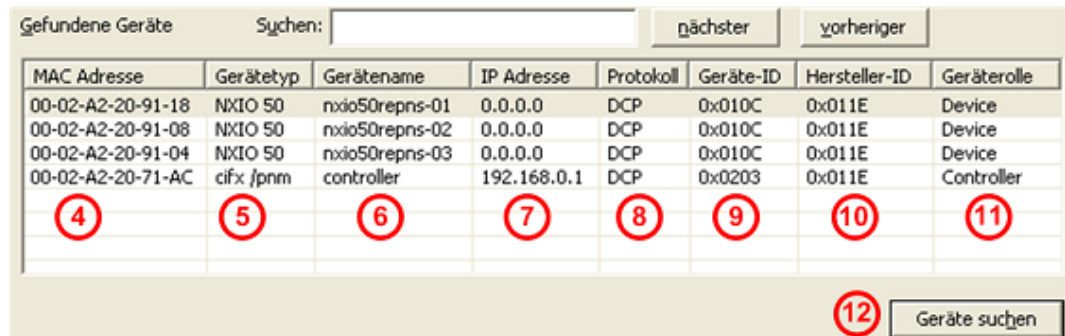 Gefundene Geräte Suchen: nächster vorheriger
MAC Adresse Gerätetyp Gerätename IP Adresse Protokoll Geräte-ID Hersteller-ID Geräterolle
00-02-A2-20-91-18 NXIO 50 nxio50repns-01 0.0.0.0 DCP 0x010C 0x011E Device
00-02-A2-20-91-08 NXIO 50 nxio50repns-02 0.0.0.0 DCP 0x010C 0x011E Device
00-02-A2-20-91-04 NXIO 50 nxio50repns-03 0.0.0.0 DCP 0x010C 0x011E Device
00-02-A2-20-71-AC cifx /pnm controller 192.168.0.1 DCP 0x0203 0x011E Controller
4 5 6 7 8 9 10 11
12 Geräte suchen